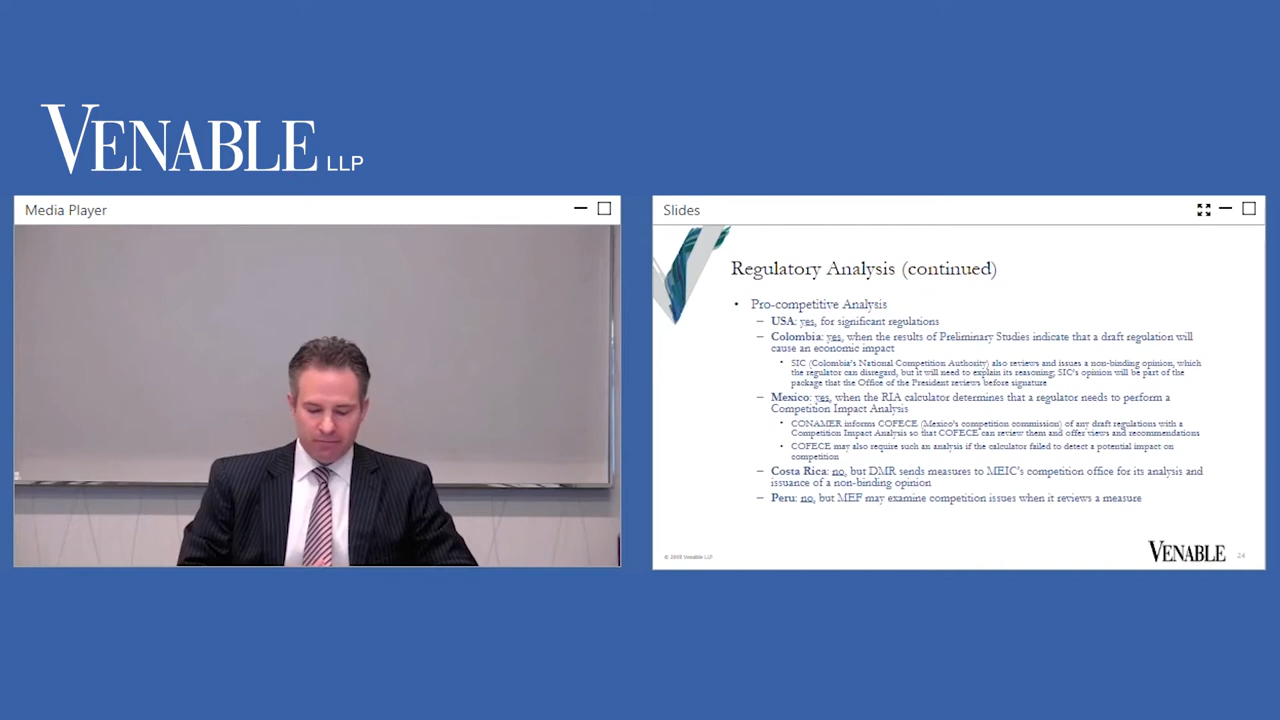 VENABLE LLP
Media Player
Slides
Regulatory Analysis (continued)
• Pro-competitive Analysis
– USA: yes, for significant regulations
– Colombia: yes, when the results of Preliminary Studies indicate that a draft regulation will
cause an economic impact
• SIC (Colombia's National Competition Authority) also reviews and issues a non-binding opinion, which
the regulator can disregard, but it will need to explain its reasoning; SIC's opinion will be part of the
package that the Office of the President reviews before signature
– Mexico: yes, when the RIA calculator determines that a regulator needs to perform a
Competition Impact Analysis
• CONAMER informs COFECE (Mexico's competition commission) of any draft regulations with a
Competition Impact Analysis so that COFECE can review them and offer views and recommendations
• COFECE may also require such an analysis if the calculator failed to detect a potential impact on
competition
– Costa Rica: no, but DMR sends measures to MEIC's competition office for its analysis and
issuance of a non-binding opinion
– Peru: no, but MEF may examine competition issues when it reviews a measure
© Venable LLP
VENABLE
24